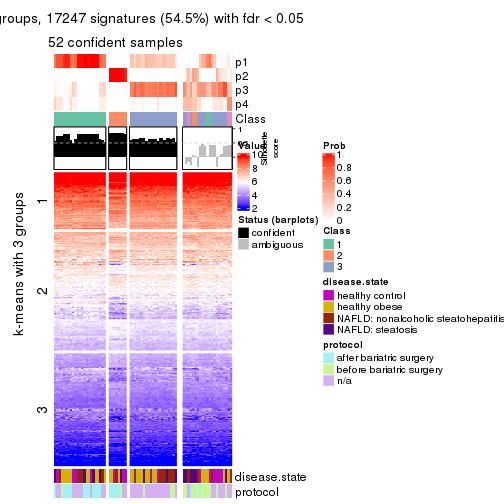 groups, 17247 signatures (54.5%) with fdr < 0.05
52 confident samples
p1
p2
p3
p4
Class
1
Silhouette
score
Value
10
8
6
4
2
Status (barplots)
confident
ambiguous
Prob
1
0.8
0.6
0.4
0.2
0
Class
1
2
3
disease.state
healthy control
healthy obese
NAFLD: nonalcoholic steatohepatitis
NAFLD: steatosis
protocol
after bariatric surgery
before bariatric surgery
n/a
k-means with 3 groups
1
2
3
disease.state
protocol